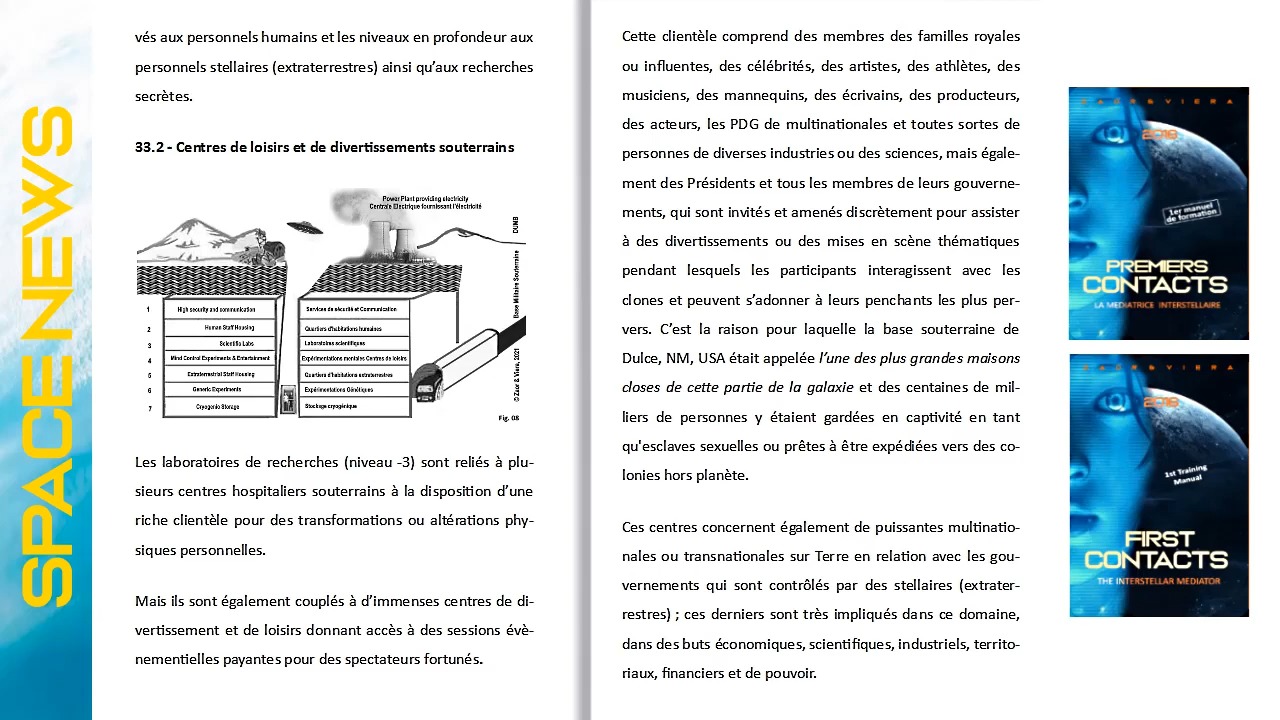 SPACE NEWS
vés aux personnels humains et les niveaux en profondeur aux
personnels stellaires (extraterrestres) ainsi qu’aux recherches
secrètes.
33.2 - Centres de loisirs et de divertissements souterrains
Power Plant providing electricity
Centrale Electrique fournissant l'électricité
1 High security and communication Services de sécurité et Communication
2 Human Staff Housing Quartiers d'habitations humaines
3 Scientific Labs Laboratoires scientifiques
4 Mind Control Experiments & Entertainment Expérimentations mentales Centres de loisirs
5 Extraterrestrial Staff Housing Quartiers d'habitations extraterrestres
6 Generic Experiments Expérimentations Génétiques
7 Cryogenic Storage Stockage cryogénique
© Zaor & Viera, 2021 Base Militaire Souterraine DUNB
Fig. 08
Les laboratoires de recherches (niveau -3) sont reliés à plu-
sieurs centres hospitaliers souterrains à la disposition d’une
riche clientèle pour des transformations ou altérations phy-
siques personnelles.
Mais ils sont également couplés à d’immenses centres de di-
vertissement et de loisirs donnant accès à des sessions évè-
nementielles payantes pour des spectateurs fortunés.
Cette clientèle comprend des membres des familles royales
ou influentes, des célébrités, des artistes, des athlètes, des
musiciens, des mannequins, des écrivains, des producteurs,
des acteurs, les PDG de multinationales et toutes sortes de
personnes de diverses industries ou des sciences, mais égale-
ment des Présidents et tous les membres de leurs gouverne-
ments, qui sont invités et amenés discrètement pour assister
à des divertissements ou des mises en scène thématiques
pendant lesquels les participants interagissent avec les
clones et peuvent s’adonner à leurs penchants les plus per-
vers. C’est la raison pour laquelle la base souterraine de
Dulce, NM, USA était appelée l’une des plus grandes maisons
closes de cette partie de la galaxie et des centaines de mil-
liers de personnes y étaient gardées en captivité en tant
qu'esclaves sexuelles ou prêtes à être expédiées vers des co-
lonies hors planète.
Ces centres concernent également de puissantes multinatio-
nales ou transnationales sur Terre en relation avec les gou-
vernements qui sont contrôlés par des stellaires (extrater-
restres) ; ces derniers sont très impliqués dans ce domaine,
dans des buts économiques, scientifiques, industriels, territo-
riaux, financiers et de pouvoir.
ZAOR & VIERA
2018
1er manuel
de formation
PREMIERS
CONTACTS
LA MEDIATRICE INTERSTELLAIRE
ZAOR & VIERA
2018
1st Training
Manual
FIRST
CONTACTS
THE INTERSTELLAR MEDIATOR